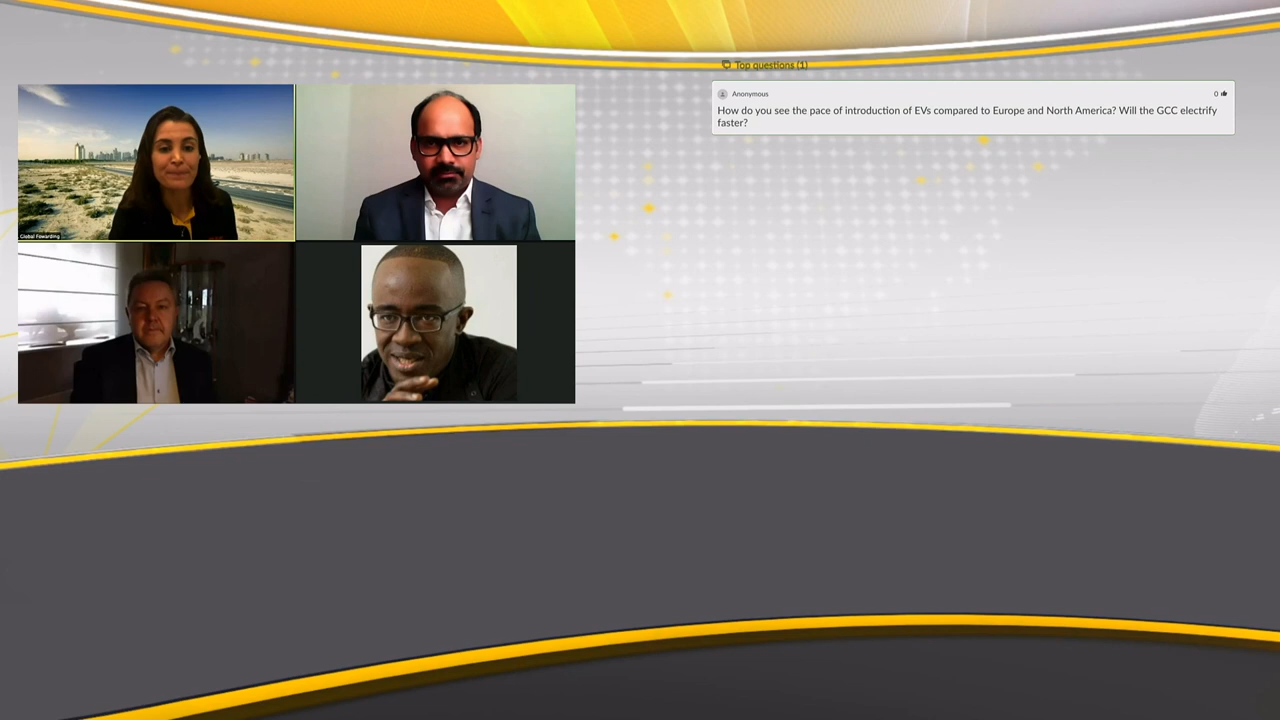 Top questions (1)
Anonymous
0
How do you see the pace of introduction of EVs compared to Europe and North America? Will the GCC electrify
faster?
Global Fowarding ...